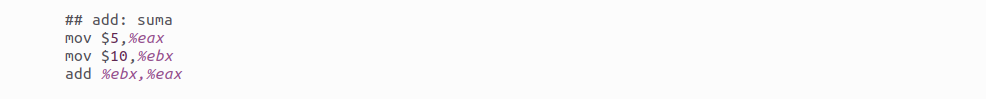 ## add: suma
mov $5,%eax
mov $10,%ebx
add %ebx,%eax